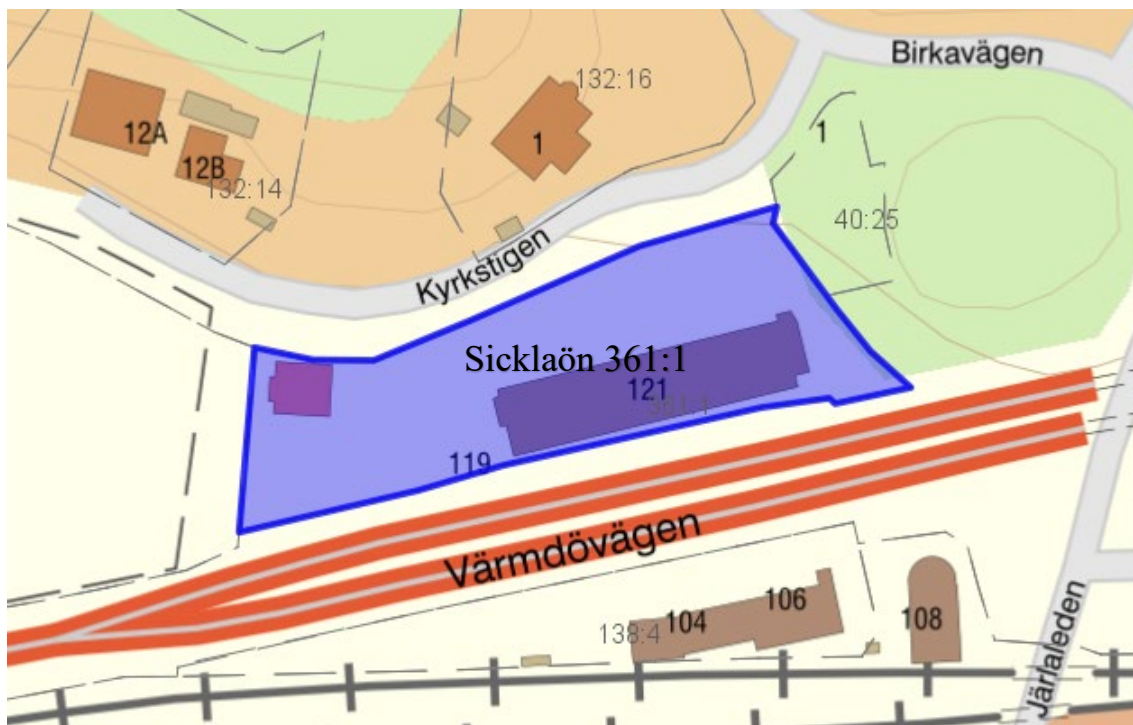 Birkavägen
132:16
12A
1
1
12B
132:14
40:25
Kyrkstigen
Sicklaön 361:1
121
361:1
119
Värmdövägen
106
104
108
138:4
Järlaleden